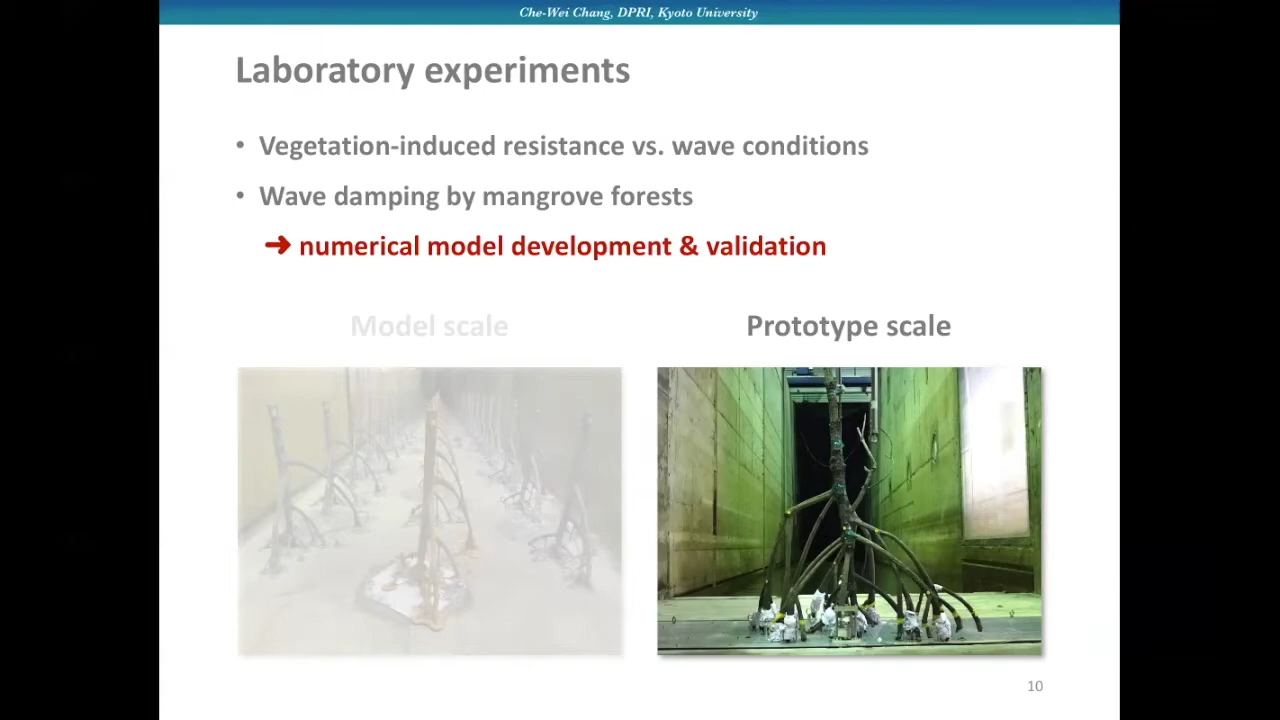 Che-Wei Chang, DPRI, Kyoto University
Laboratory experiments
• Vegetation-induced resistance vs. wave conditions
• Wave damping by mangrove forests
➜ numerical model development & validation
Model scale
Prototype scale
10